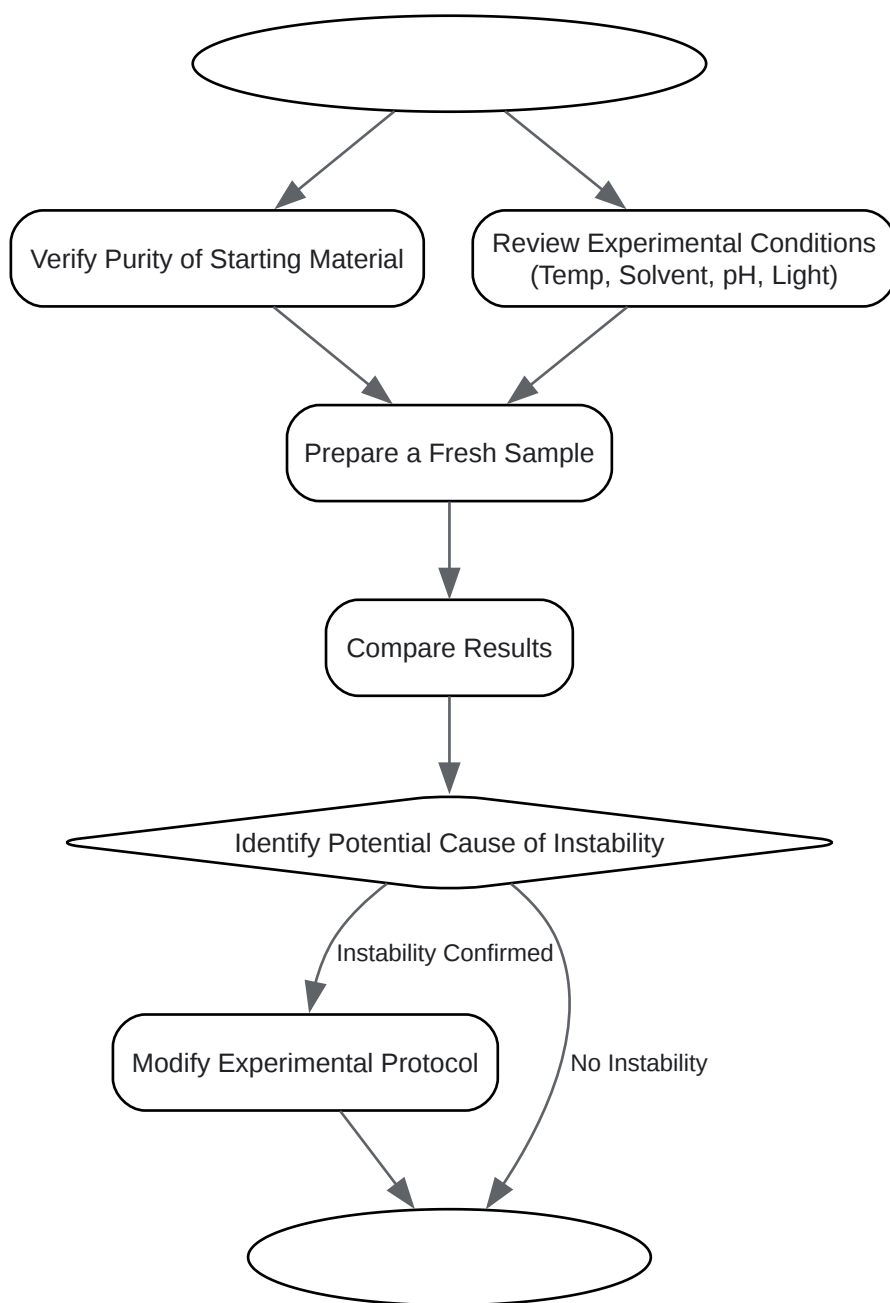 Verify Purity of Starting Material
Review Experimental Conditions
(Temp, Solvent, pH, Light)
Prepare a Fresh Sample
Compare Results
Identify Potential Cause of Instability
Instability Confirmed
Modify Experimental Protocol
No Instability